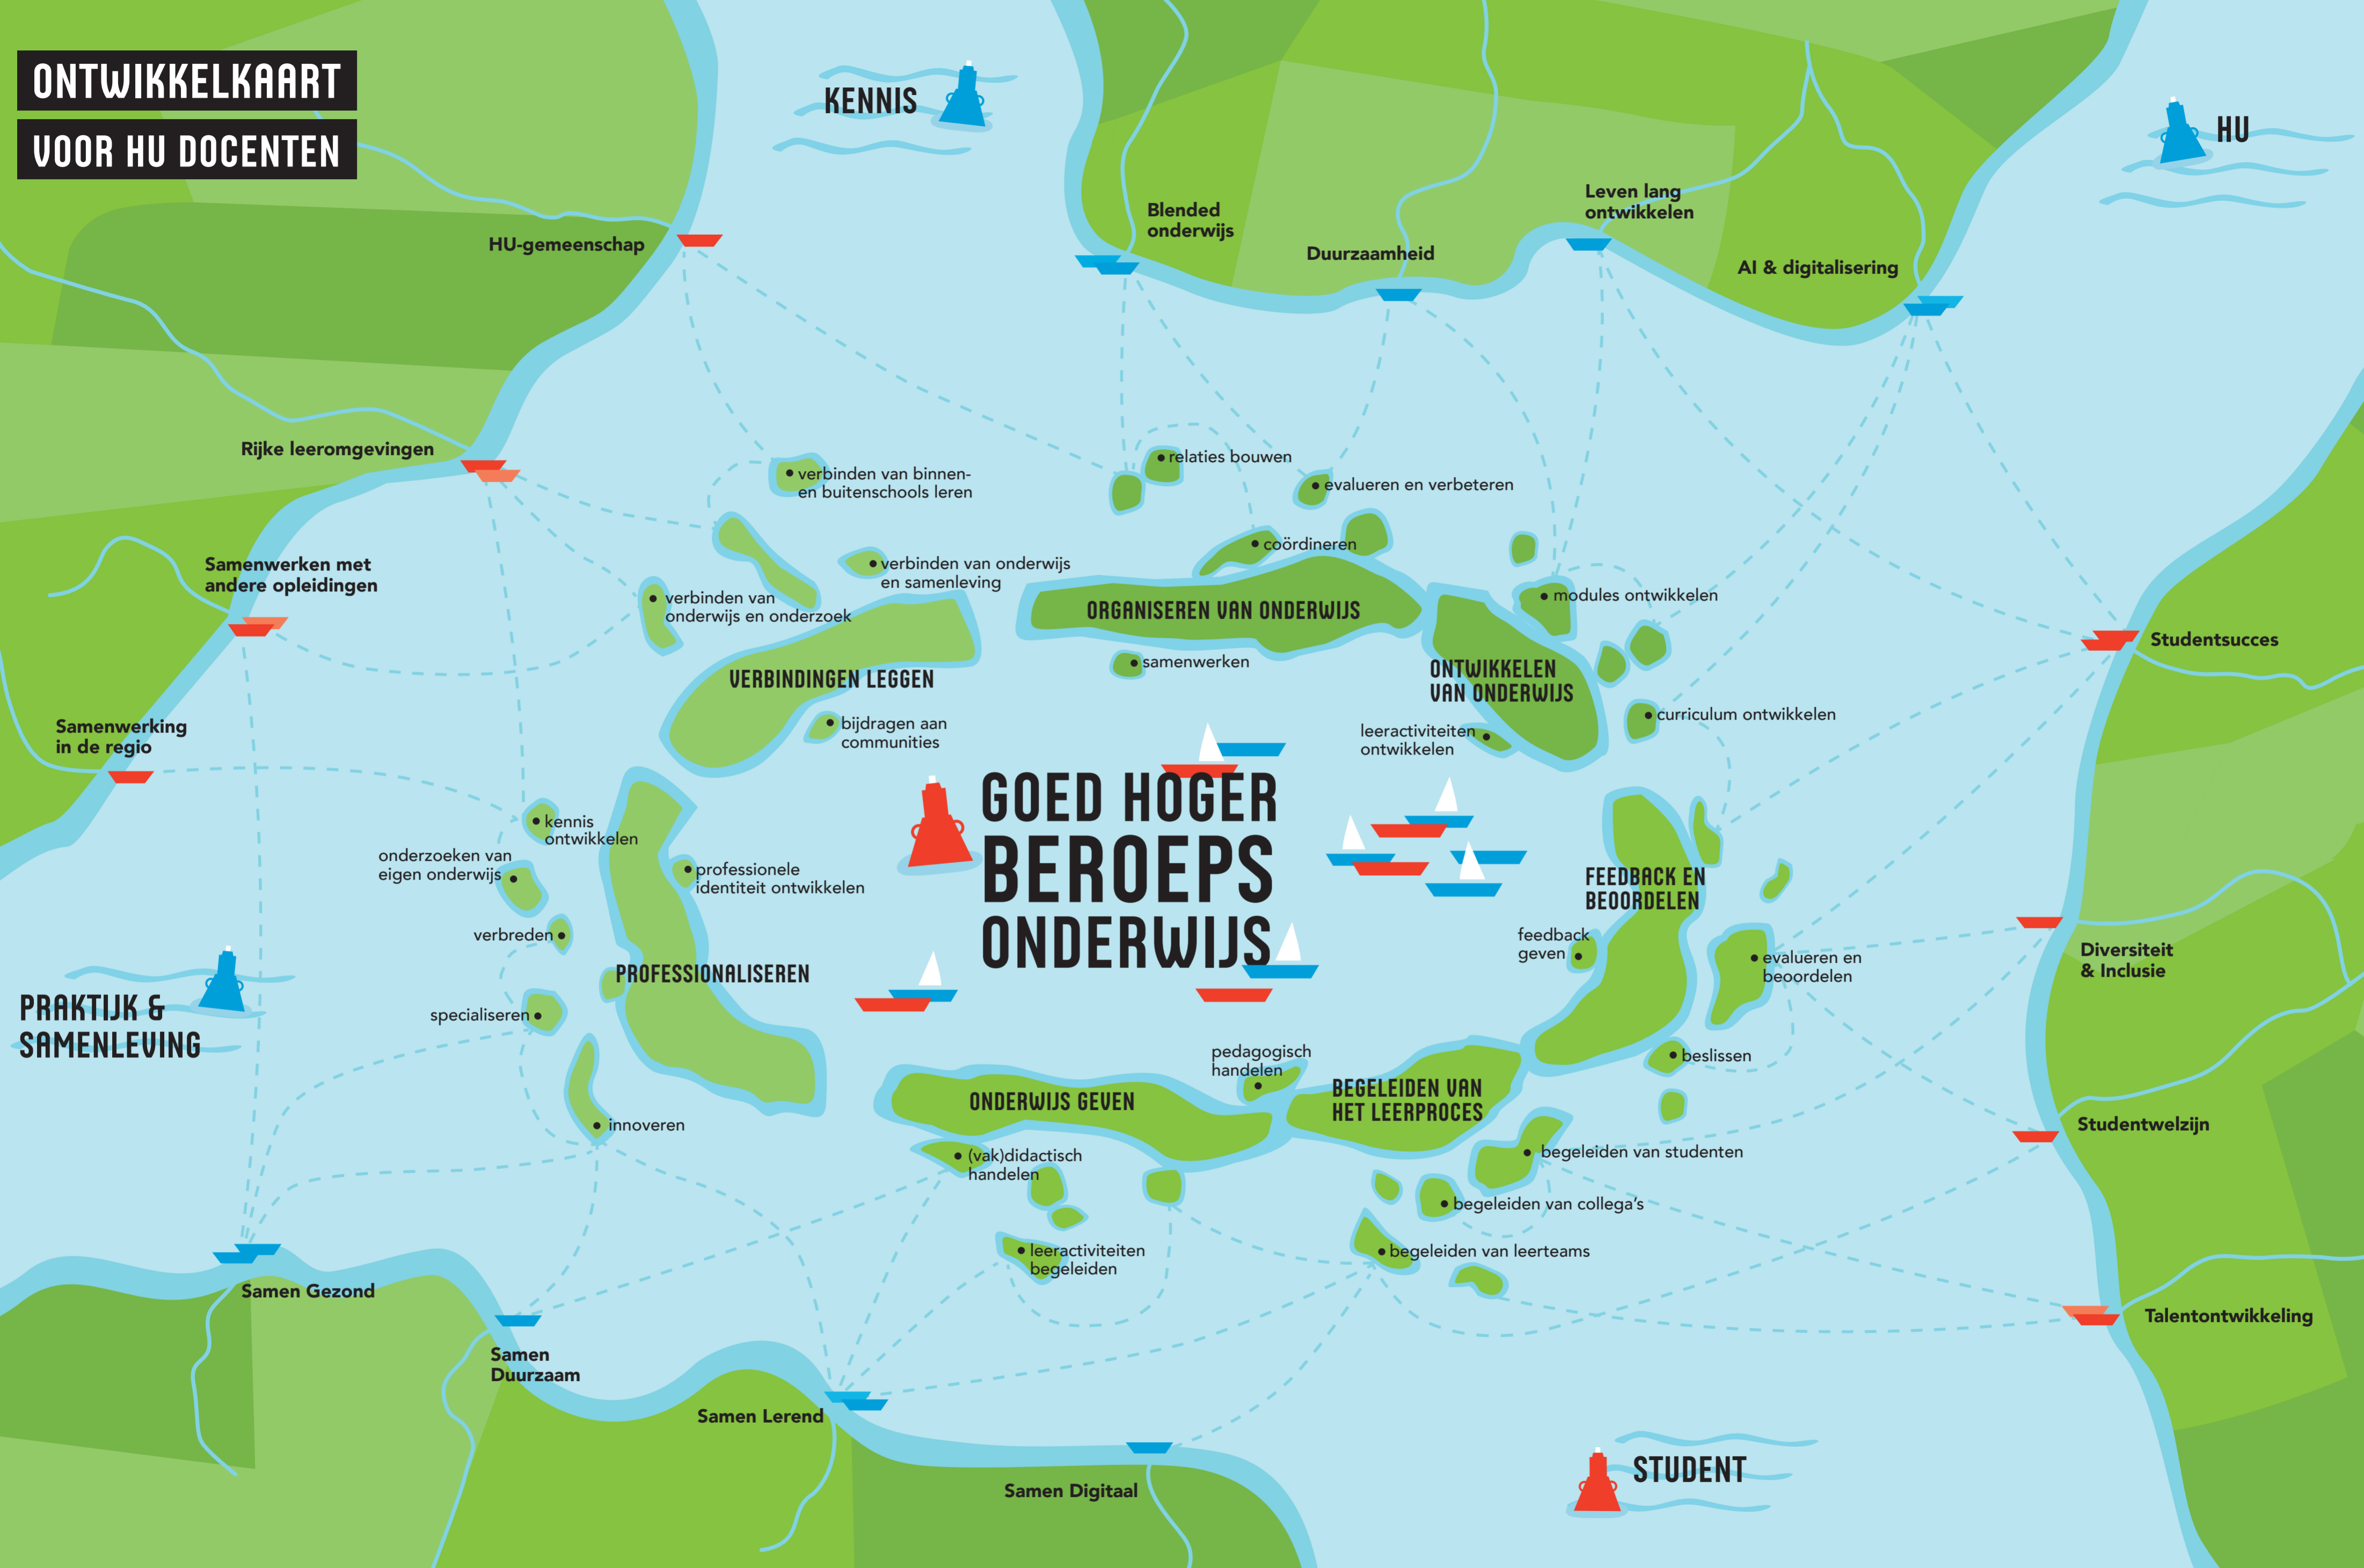 ONTWIKKELKAART
VOOR HU DOCENTEN
KENNIS
HU
Blended
onderwijs
Leven lang
ontwikkelen
HU-gemeenschap
Duurzaamheid
AI & digitalisering
Rijke leeromgevingen
relaties bouwen
verbinden van binnen-
en buitenschools leren
evalueren en verbeteren
coördineren
Samenwerken met
andere opleidingen
verbinden van onderwijs
en samenleving
verbinden van
onderwijs en onderzoek
ORGANISEREN VAN ONDERWIJS
modules ontwikkelen
Studentsucces
samenwerken
VERBINDINGEN LEGGEN
ONTWIKKELEN
VAN ONDERWIJS
Samenwerking
in de regio
bijdragen aan
communities
leeractiviteiten
ontwikkelen
curriculum ontwikkelen
GOED HOGER
BEROEPS
ONDERWIJS
kennis
ontwikkelen
onderzoeken van
eigen onderwijs
professionele
identiteit ontwikkelen
FEEDBACK EN
BEOORDELEN
verbreden
feedback
geven
evalueren en
beoordelen
Diversiteit
& Inclusie
PROFESSIONALISEREN
PRAKTIJK &
SAMENLEVING
specialiseren
pedagogisch
handelen
beslissen
ONDERWIJS GEVEN
BEGELEIDEN VAN
HET LEERPROCES
innoveren
Studentwelzijn
(vak)didactisch
handelen
begeleiden van studenten
begeleiden van collega's
leeractiviteiten
begeleiden
begeleiden van leerteams
Samen Gezond
Talentontwikkeling
Samen
Duurzaam
Samen Lerend
Samen Digitaal
STUDENT